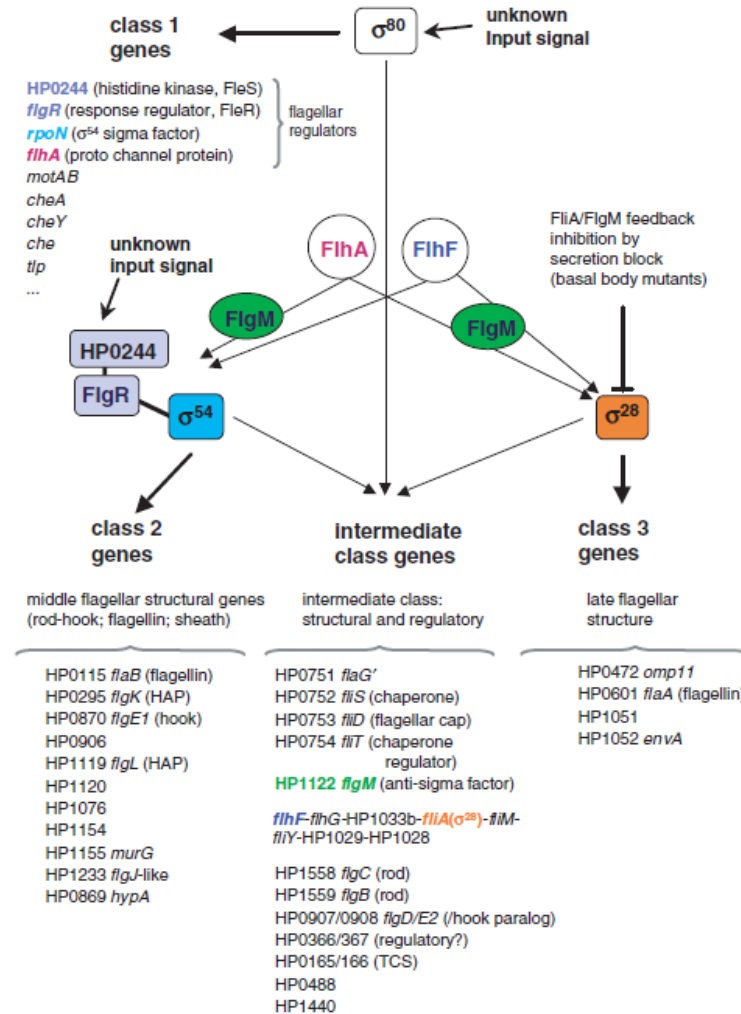 class 1
genes
σ80
unknown
Input signal
HP0244 (histidine kinase, FleS)
flgR (response regulator, FleR)
rpoN (σ54 sigma factor)
flhA (proto channel protein)
flagellar
regulators
motAB
cheA
cheY
che
tlp
...
unknown
input signal
FlhA
FlhF
FliA/FlgM feedback
inhibition by
secretion block
(basal body mutants)
FlgM
FlgM
HP0244
FlgR
σ54
σ28
class 2
genes
intermediate
class genes
class 3
genes
middle flagellar structural genes
(rod-hook; flagellin; sheath)
intermediate class:
structural and regulatory
late flagellar
structure
HP0115 flaB (flagellin)
HP0295 flgK (HAP)
HP0870 flgE1 (hook)
HP0906
HP1119 flgL (HAP)
HP1120
HP1076
HP1154
HP1155 murG
HP1233 flgJ-like
HP0869 hypA
HP0751 flaG′
HP0752 fliS (chaperone)
HP0753 fliD (flagellar cap)
HP0754 fliT (chaperone
regulator)
HP1122 flgM (anti-sigma factor)
flhF-flhG-HP1033b-fliA(σ28)-fliM-
fliY-HP1029-HP1028
HP1558 flgC (rod)
HP1559 flgB (rod)
HP0907/0908 flgD/E2 (/hook paralog)
HP0366/367 (regulatory?)
HP0165/166 (TCS)
HP0488
HP1440
HP0472 omp11
HP0601 flaA (flagellin)
HP1051
HP1052 envA